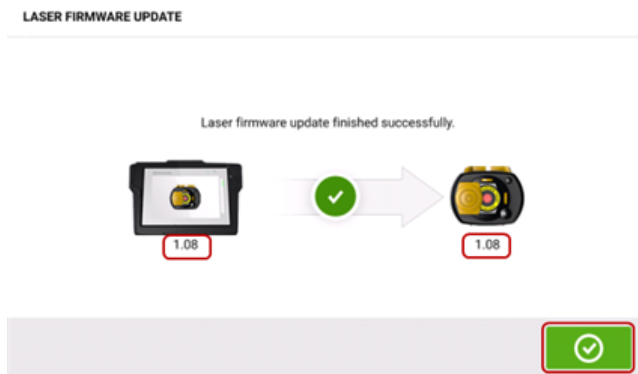 LASER FIRMWARE UPDATE
Laser firmware update finished successfully.
1.08
1.08